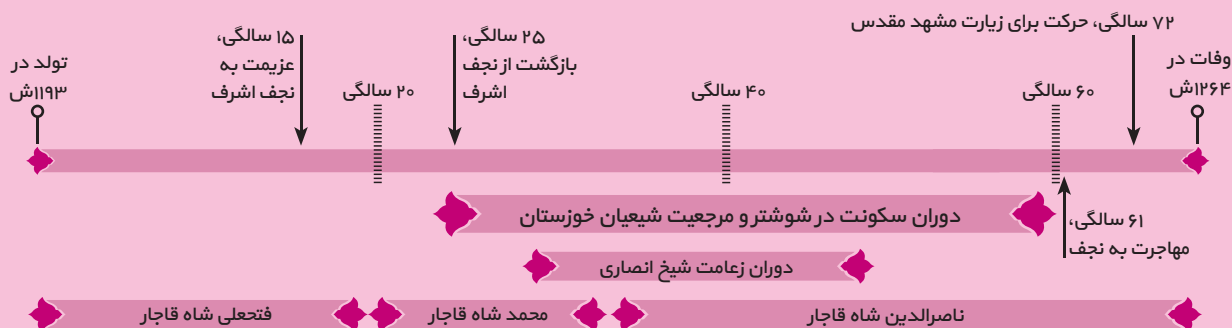 تولد در
۱۱۹۳ش
۱۵ سالگی،
عزیمت به
نجف اشرف
۲۰ سالگی
۲۵ سالگی،
بازگشت از نجف
اشرف
۴۰ سالگی
۶۰ سالگی
۷۲ سالگی، حرکت برای زیارت مشهد مقدس
وفات در
۱۲۶۴ش
۶۱ سالگی،
مهاجرت به نجف
دوران سکونت در شوشتر و مرجعیت شیعیان خوزستان
دوران زعامت شیخ انصاری
فتحعلی شاه قاجار
محمد شاه قاجار
ناصرالدین شاه قاجار